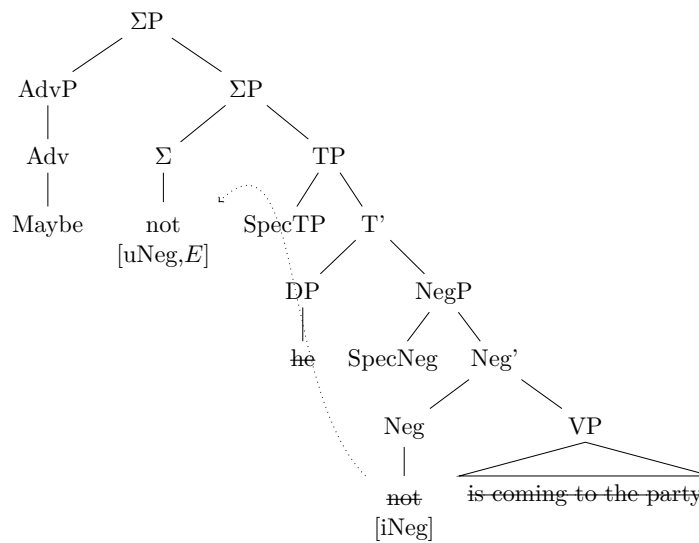 ΣP
AdvP ΣP
Adv Σ TP
Maybe not SpecTP T’
[uNeg,E]
DP NegP
he SpecNeg Neg’
Neg VP
not is coming to the party
[iNeg]